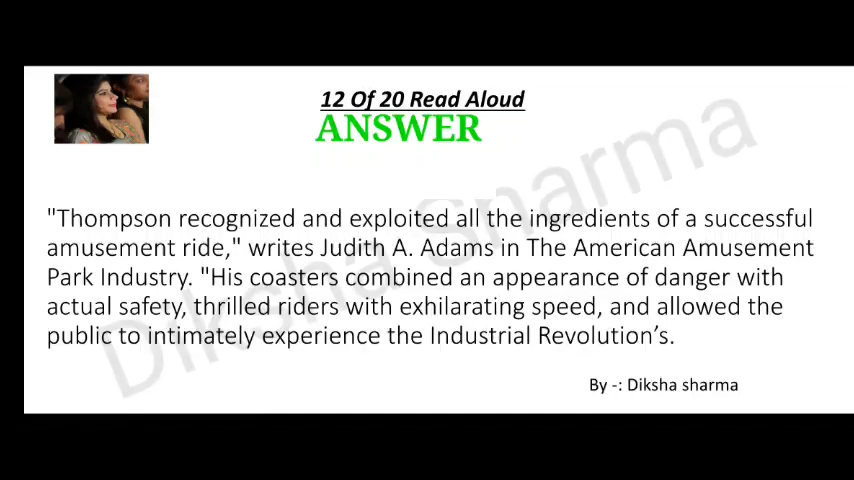 12 Of 20 Read Aloud
ANSWER
"Thompson recognized and exploited all the ingredients of a successful
amusement ride," writes Judith A. Adams in The American Amusement
Park Industry. "His coasters combined an appearance of danger with
actual safety, thrilled riders with exhilarating speed, and allowed the
public to intimately experience the Industrial Revolution’s.
By -: Diksha sharma
Diksha Sharma